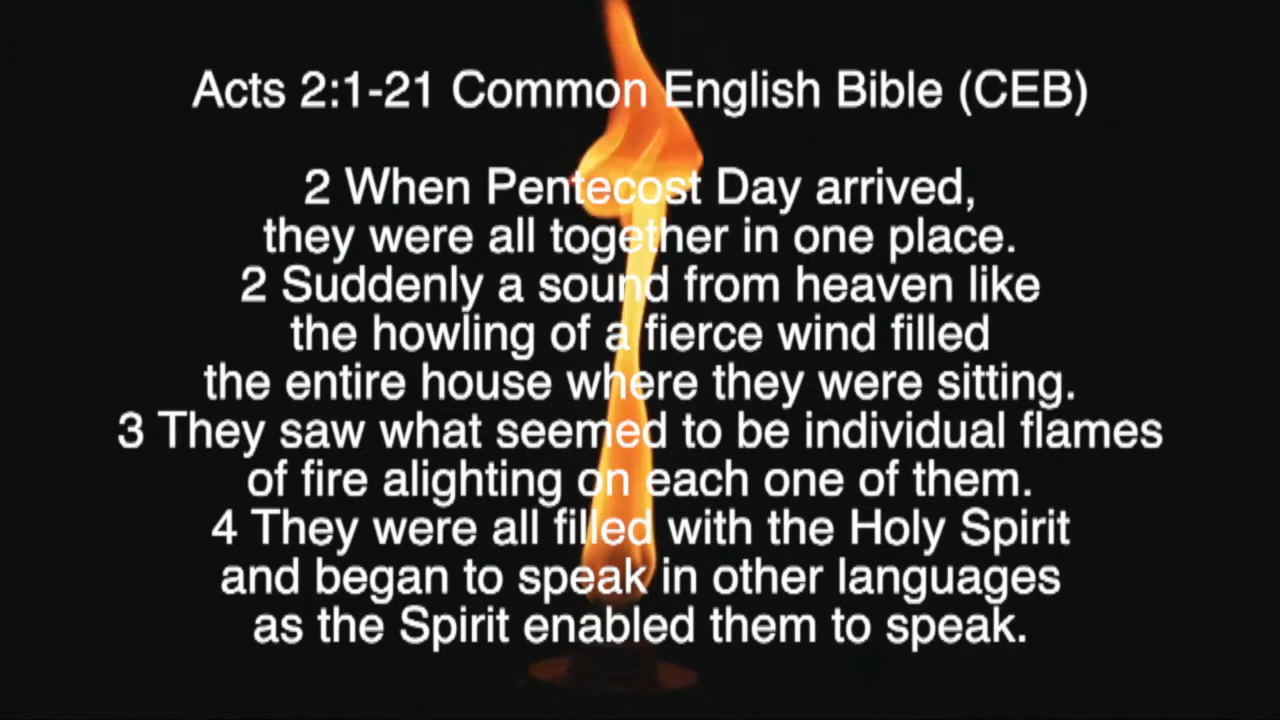 Acts 2:1-21 Common English Bible (CEB)
2 When Pentecost Day arrived,
they were all together in one place.
2 Suddenly a sound from heaven like
the howling of a fierce wind filled
the entire house where they were sitting.
3 They saw what seemed to be individual flames
of fire alighting on each one of them.
4 They were all filled with the Holy Spirit
and began to speak in other languages
as the Spirit enabled them to speak.